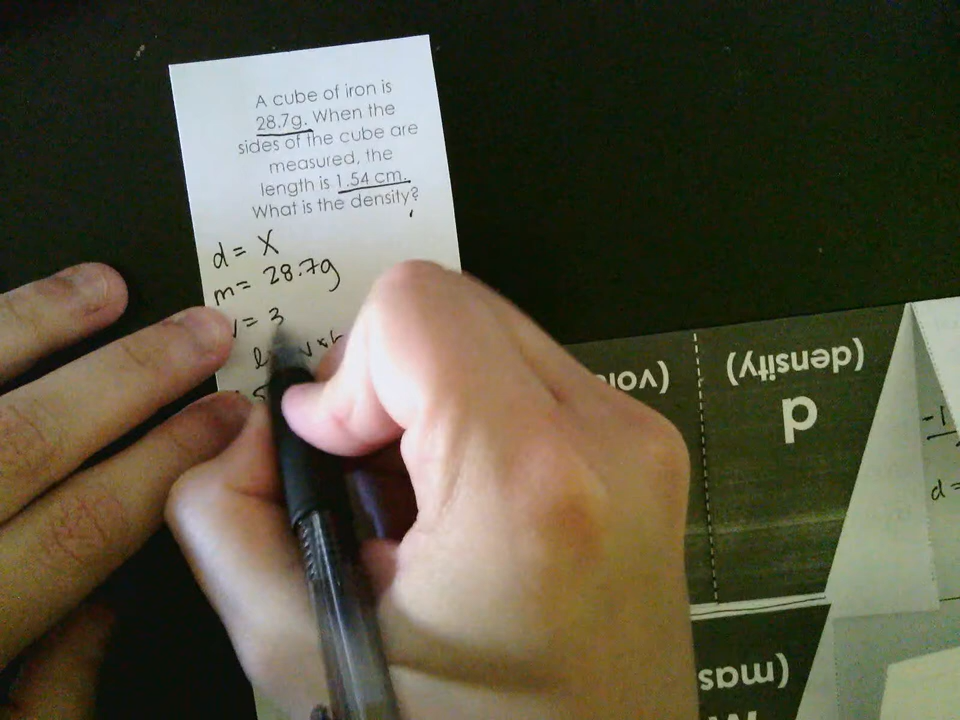 A cube of iron is
28.7g. When the
sides of the cube are
measured, the
length is 1.54 cm.
What is the density?
d = X
m = 28.7g
= 3
(density)
d
d =